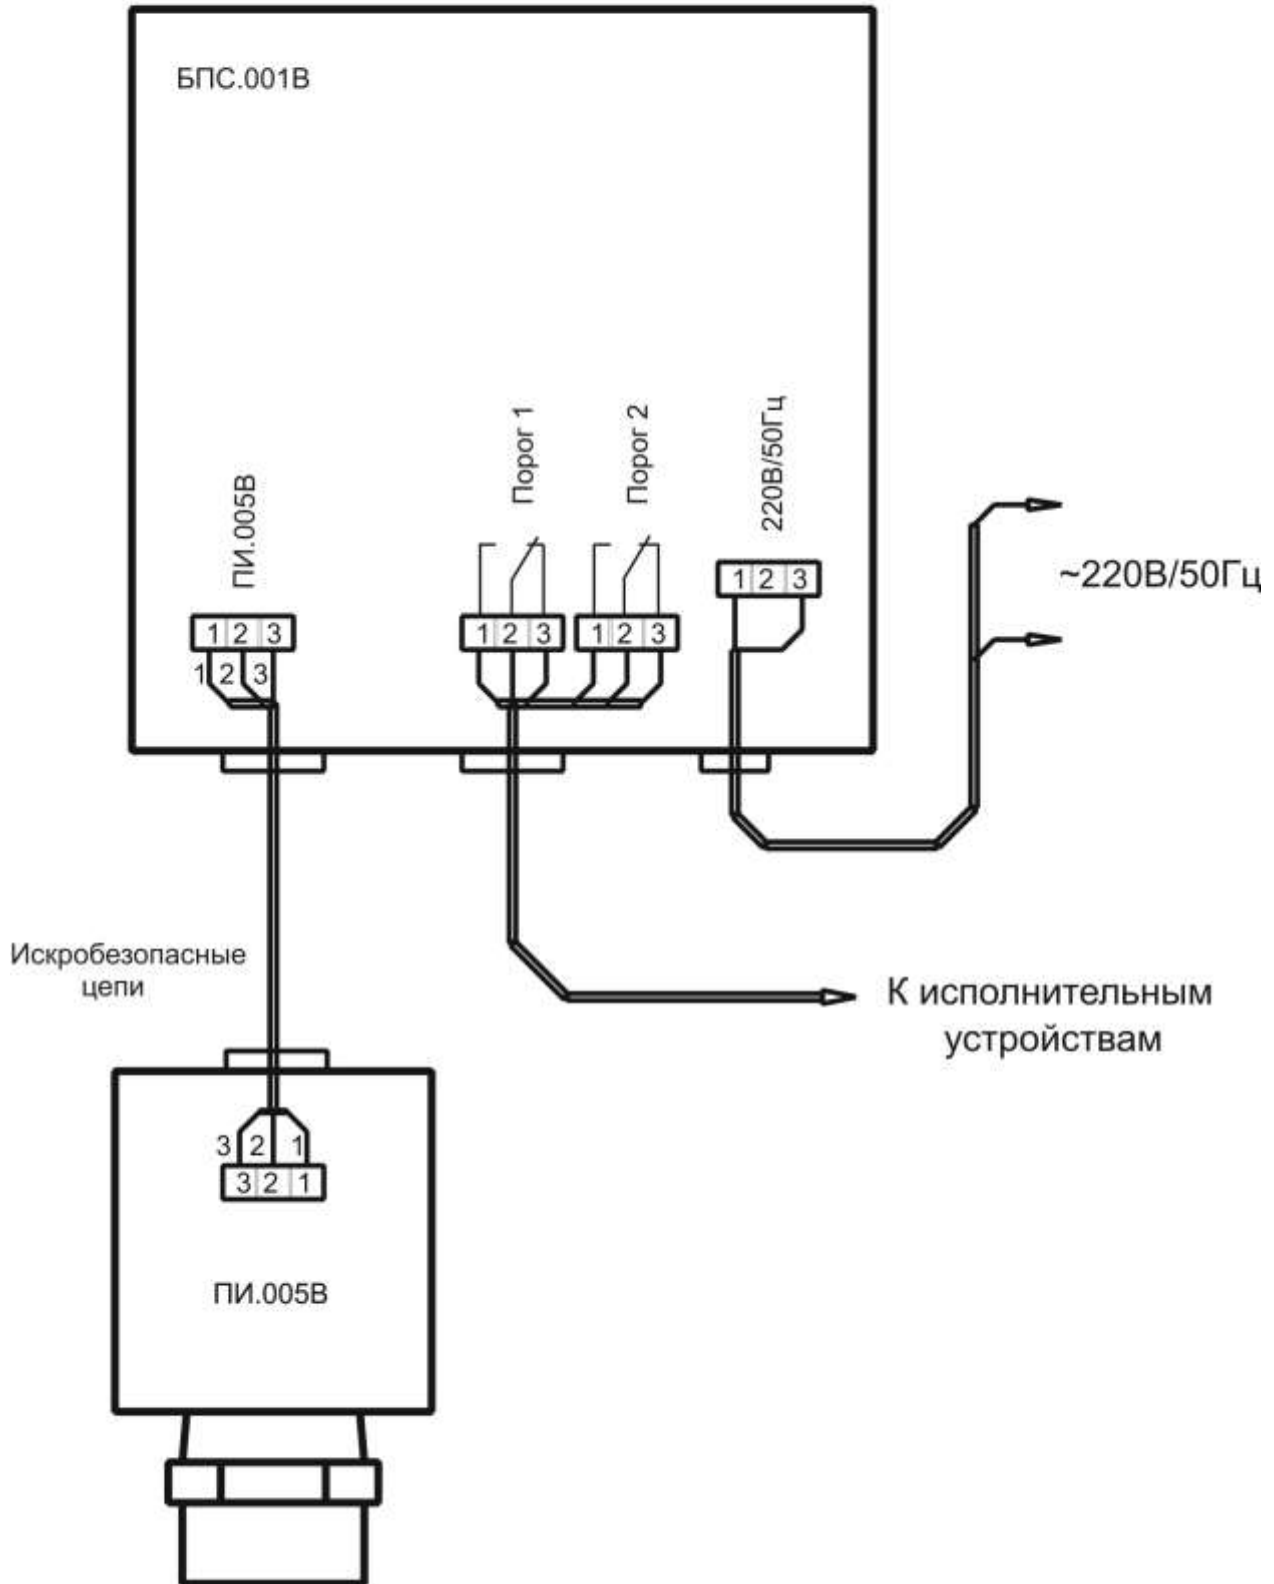 БПС.001В
ПИ.005В
Порог 1
Порог 2
220В/50Гц
1 2 3
1 2 3
1 2 3
1 2 3
1 2 3
~220В/50Гц
Искробезопасные
цепи
К исполнительным
устройствам
3 2 1
3 2 1
ПИ.005В